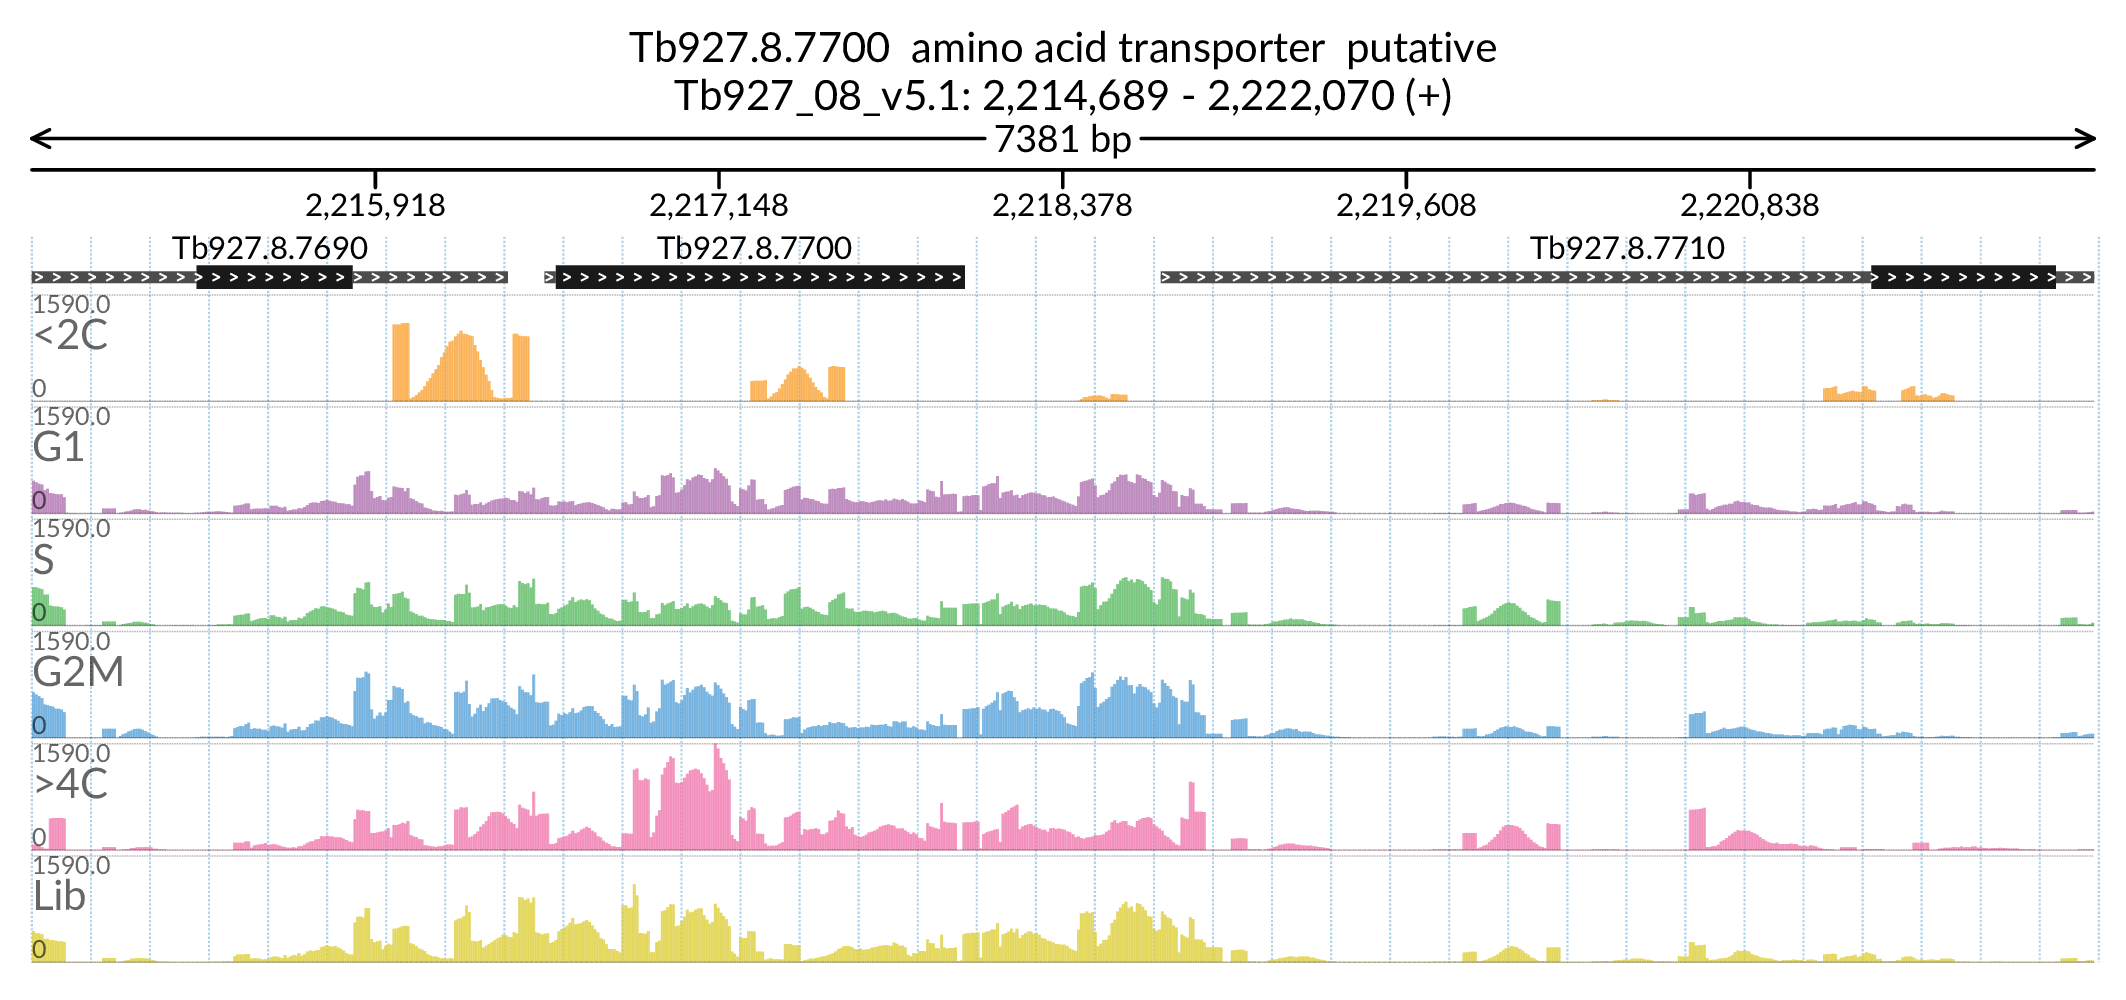 Tb927.8.7700  amino acid transporter  putative
Tb927_08_v5.1: 2,214,689 - 2,222,070 (+)
7381 bp
2,215,918 2,217,148 2,218,378 2,219,608 2,220,838
Tb927.8.7690 Tb927.8.7700 Tb927.8.7710
1590.0
<2C
0
1590.0
G1
0
1590.0
S
0
1590.0
G2M
0
1590.0
>4C
0
1590.0
Lib
0